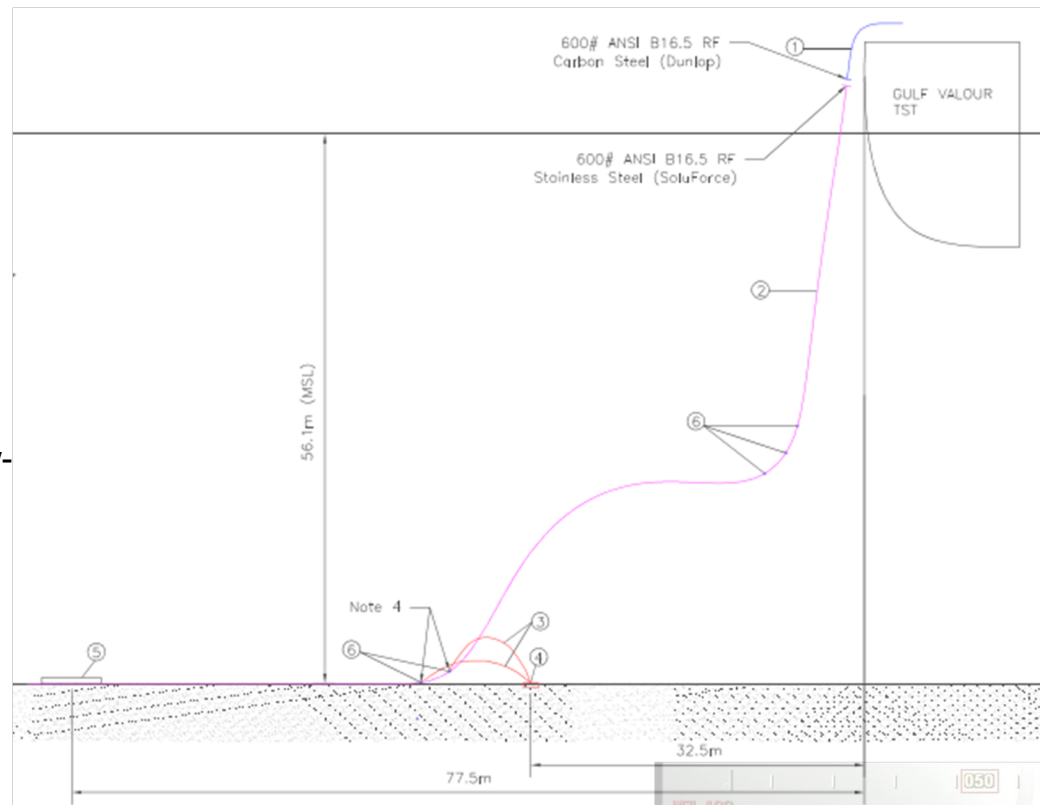 600# ANSI B16.5 RF
Carbon Steel (Dunlop)
1
GULF VALOUR
TST
600# ANSI B16.5 RF
Stainless Steel (SoluForce)
2
56.1m (MSL)
6
Note 4
3
6
4
5
32.5m
77.5m
050